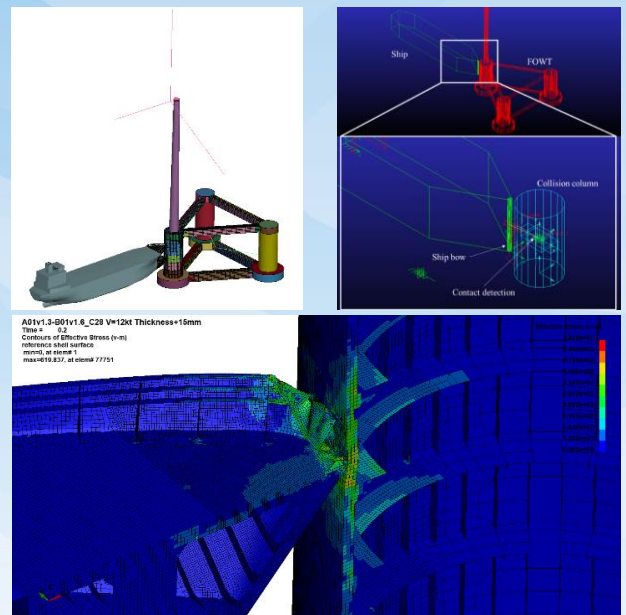 Ship
FOWT
Collision column
Ship bow
Contact detection
A01v1.3-B01v1.6_C28 V=12kt Thickness+15mm
Time = 0.2
Contours of Effective Stress (v-m)
reference shell surface
min=0, at elem# 1
max=619.837, at elem# 77751